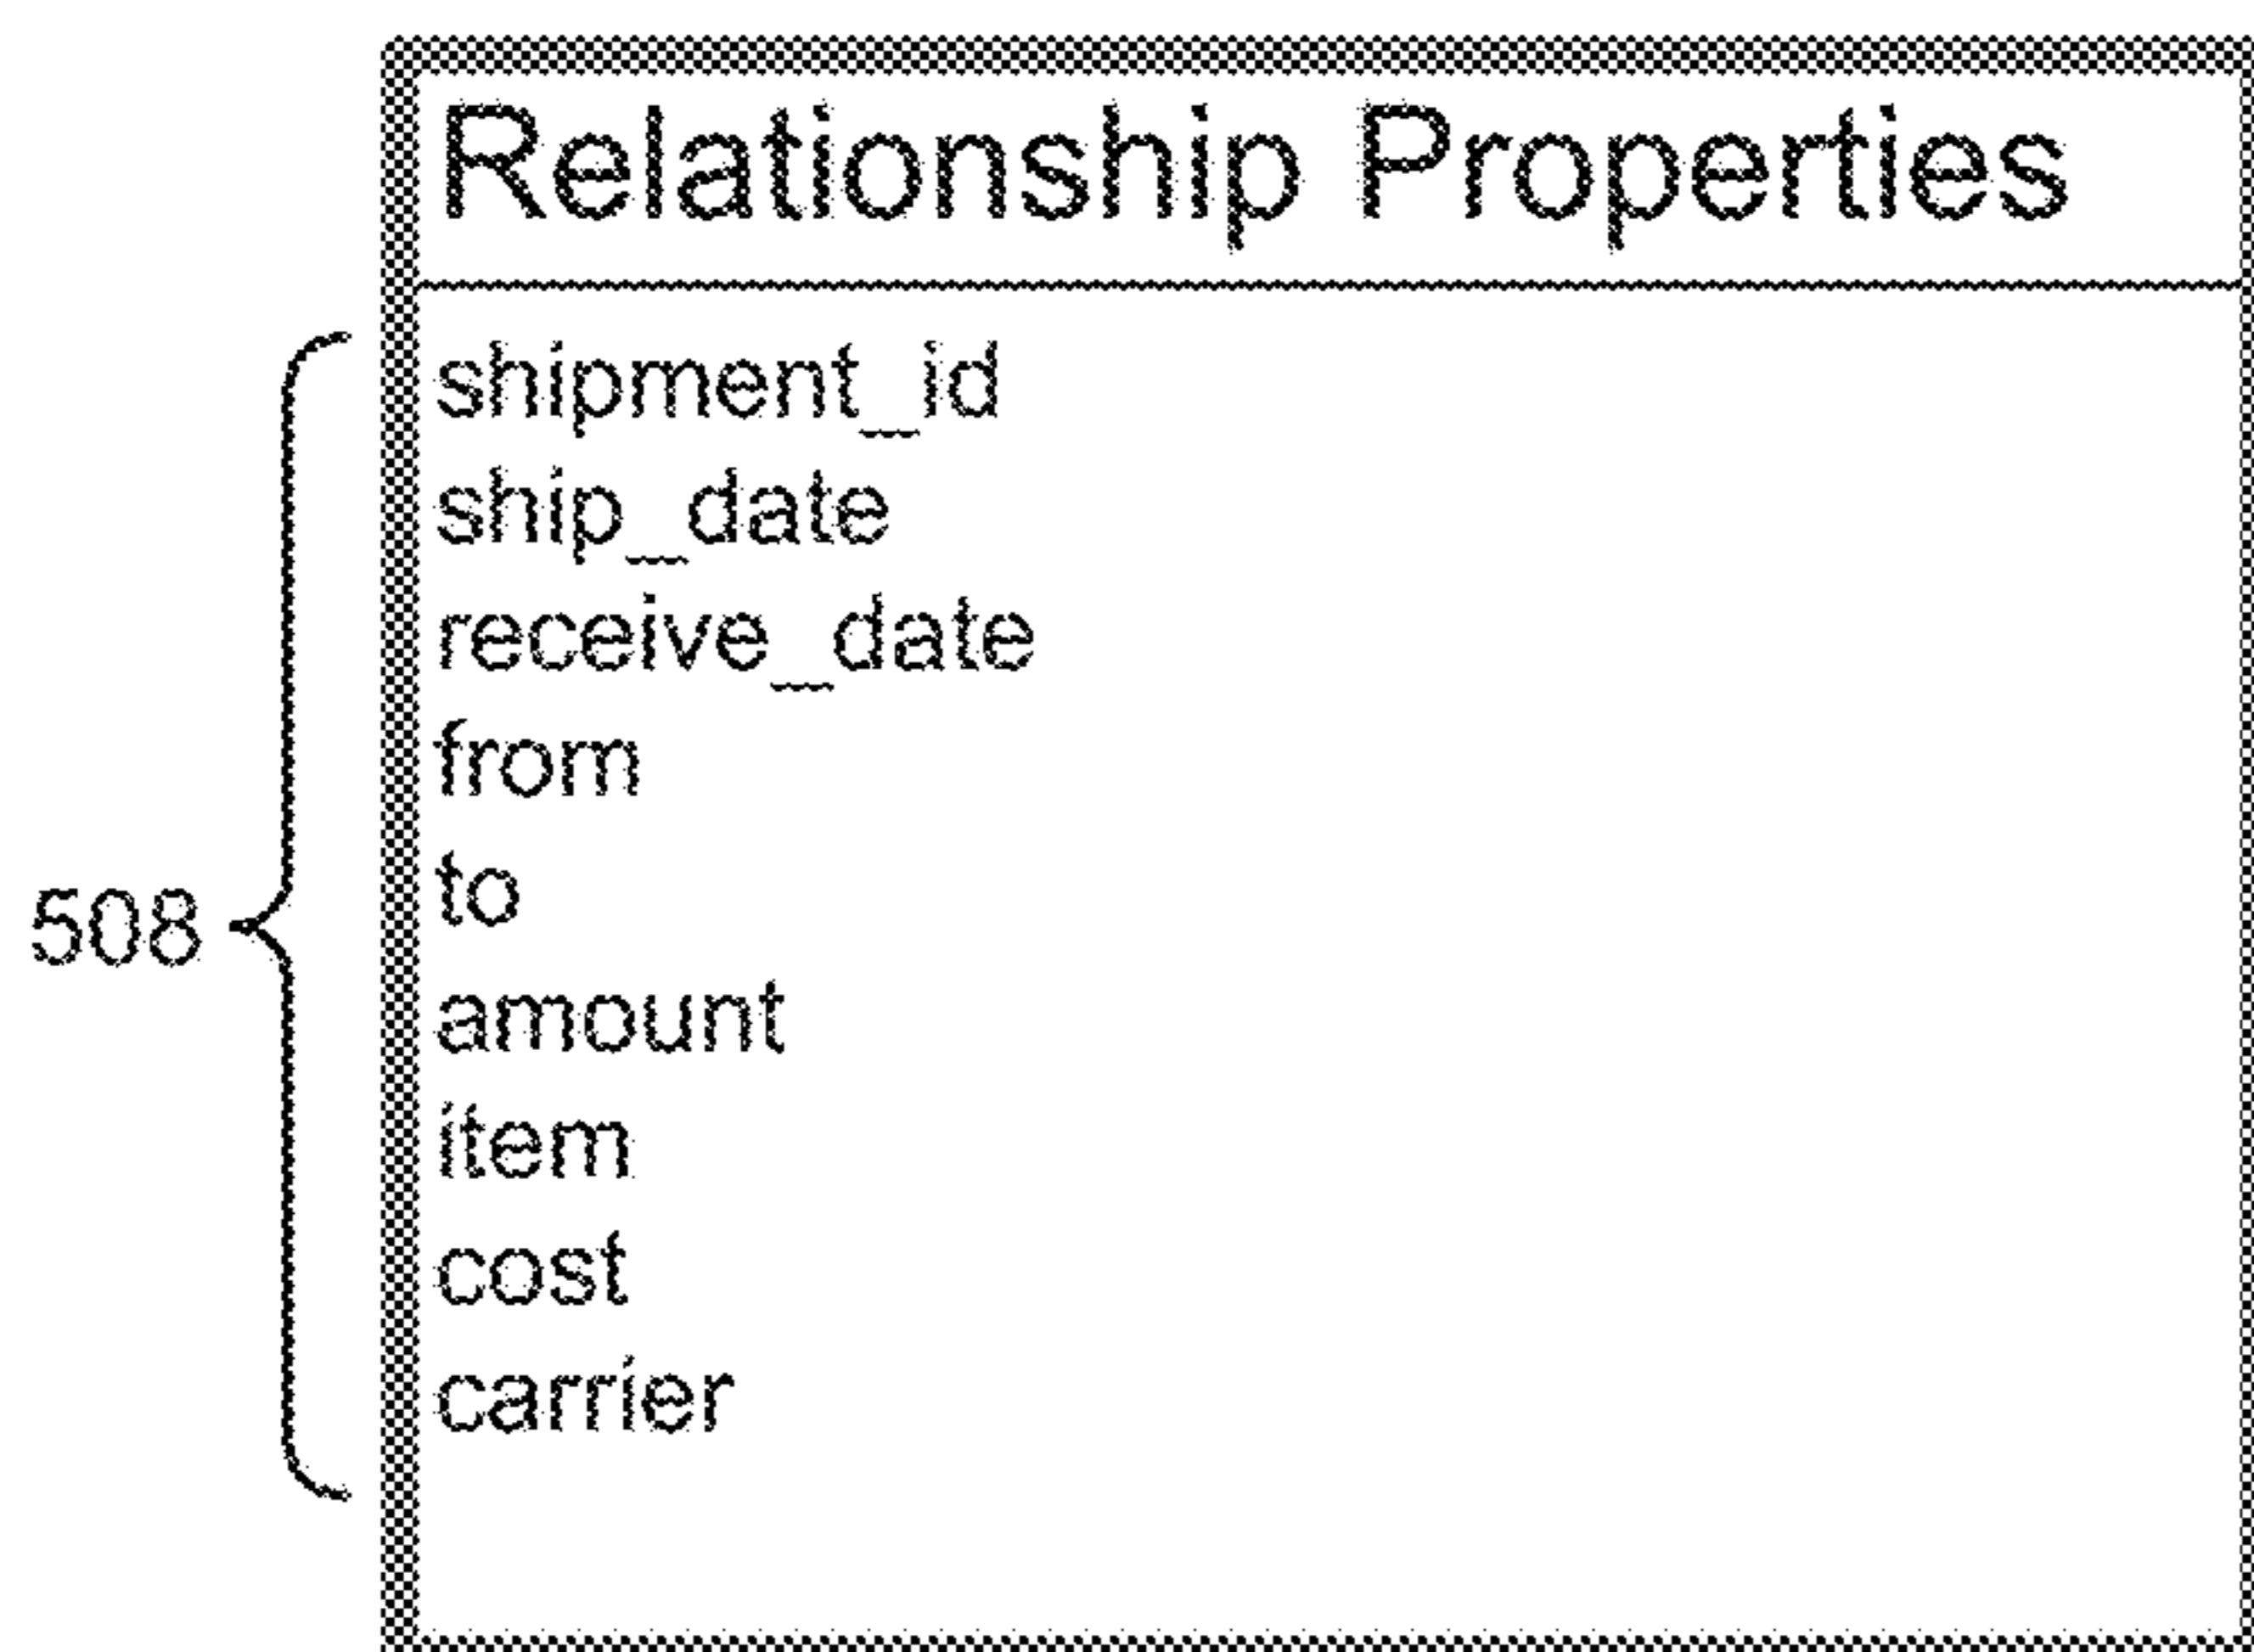 Relationship Properties
shipment_id
ship_date
receive_date
from
to
508
amount
item
cost
carrier